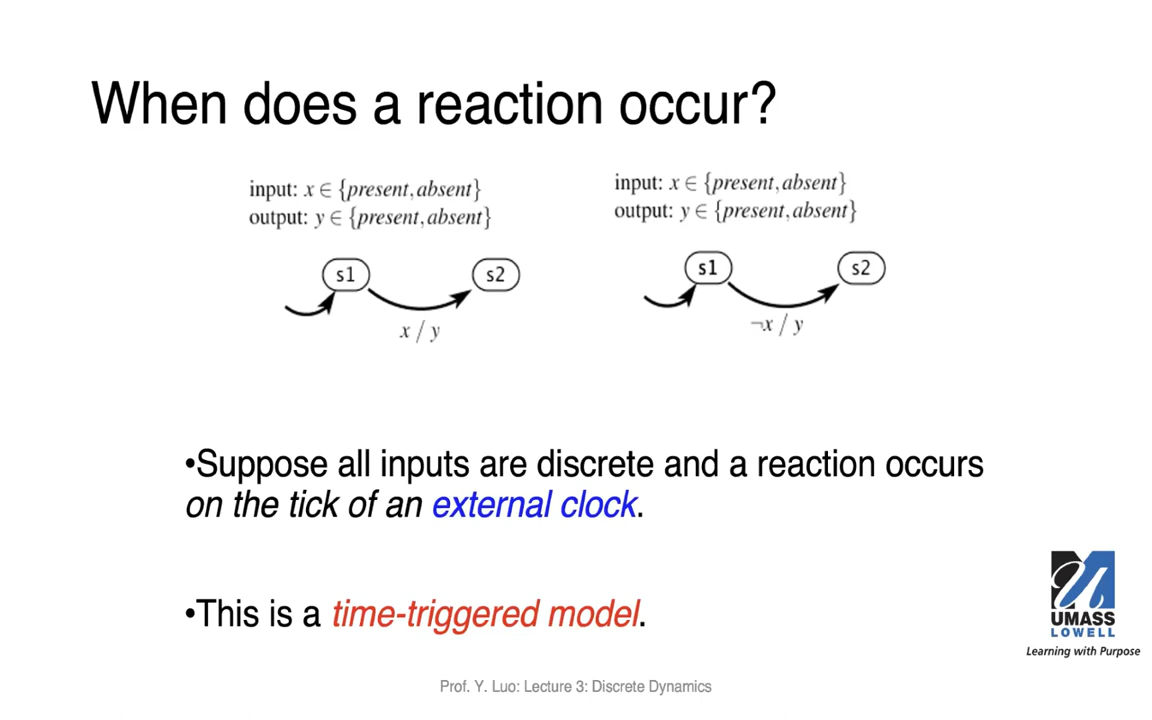 When does a reaction occur?
input: x ∈ {present,absent}
output: y ∈ {present,absent}
s1
s2
x / y
input: x ∈ {present,absent}
output: y ∈ {present,absent}
s1
s2
¬x / y
•Suppose all inputs are discrete and a reaction occurs
on the tick of an external clock.
•This is a time-triggered model.
UMASS
LOWELL
Learning with Purpose
Prof. Y. Luo: Lecture 3: Discrete Dynamics